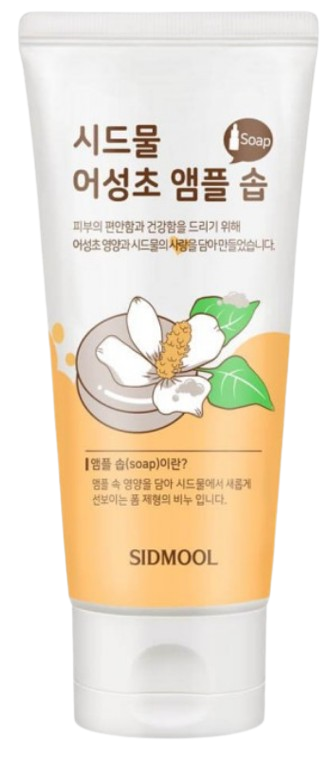 시드물
Soap
어성초 앰플 솝
피부의 편안함과 건강함을 드리기 위해
어성초 영양과 시드물의 사랑을 담아 만들었습니다.
앰플 솝(soap)이란?
앰플 속 영양을 담아 시드물에서 새롭게
선보이는 폼 제형의 비누 입니다.
SIDMOOL